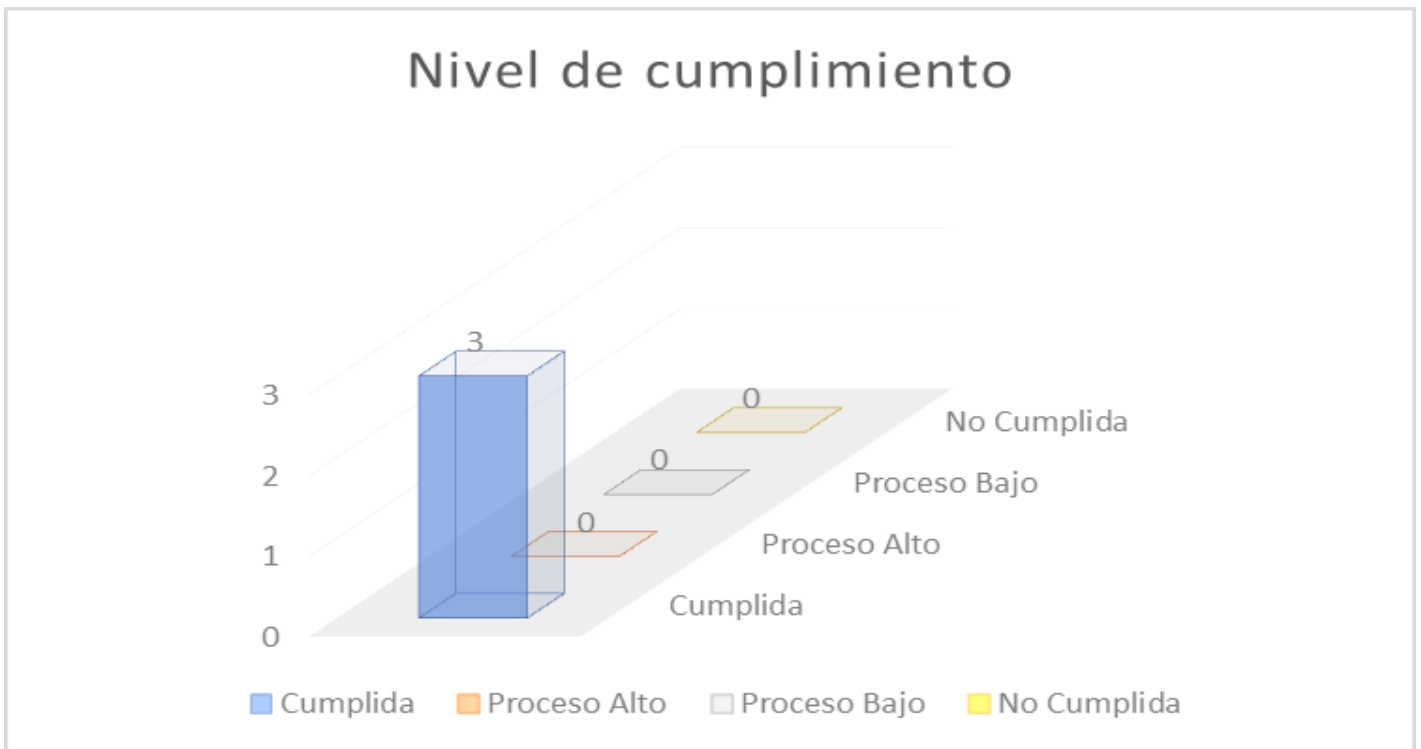 Nivel de cumplimiento
3
3
0
No Cumplida
2
0
Proceso Bajo
1
0
Proceso Alto
Cumplida
0
Cumplida Proceso Alto Proceso Bajo No Cumplida